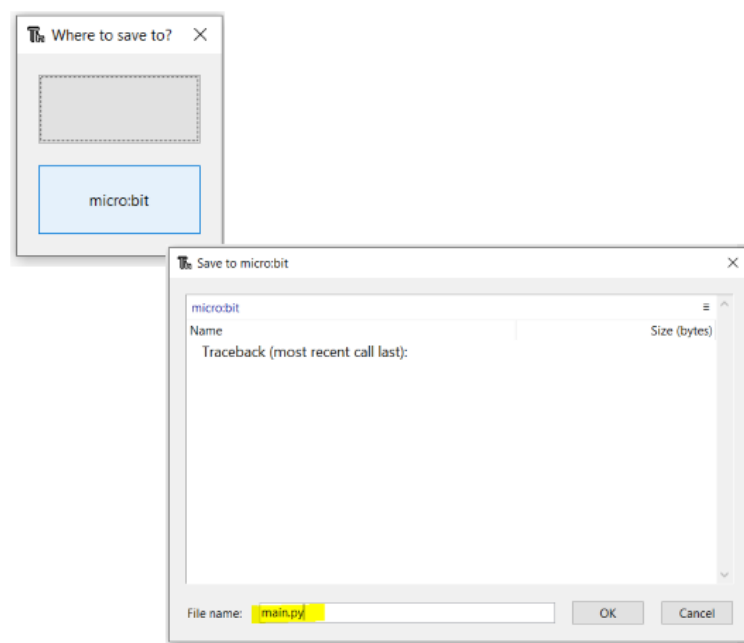 Where to save to?
micro:bit
Save to micro:bit
micro:bit
Name Size (bytes)
Traceback (most recent call last):
File name: main.py OK Cancel